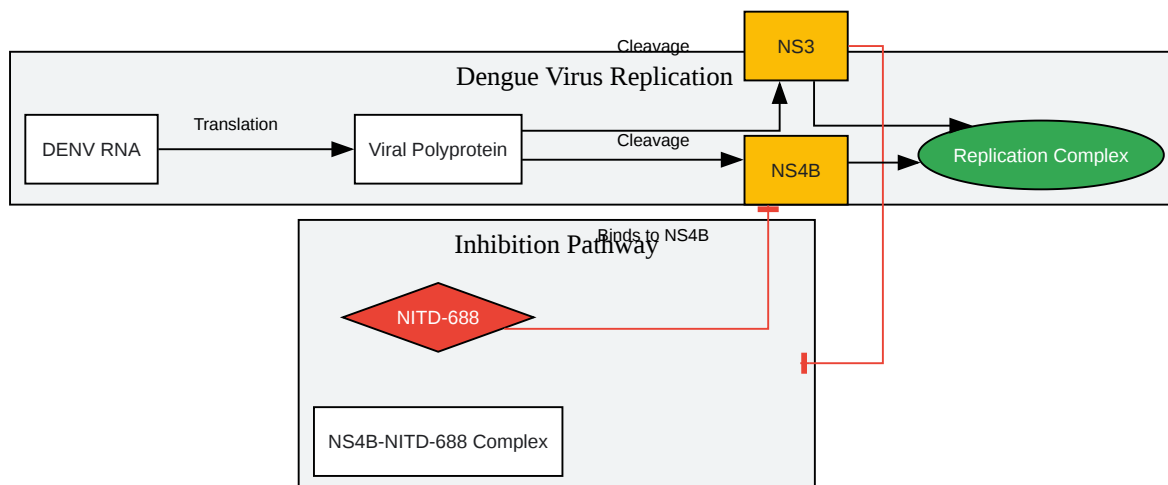 NS3
Cleavage
Dengue Virus Replication
Translation
DENV RNA
Viral Polyprotein
Cleavage
NS4B
Replication Complex
Binds to NS4B
Inhibition Pathway
NITD-688
NS4B-NITD-688 Complex